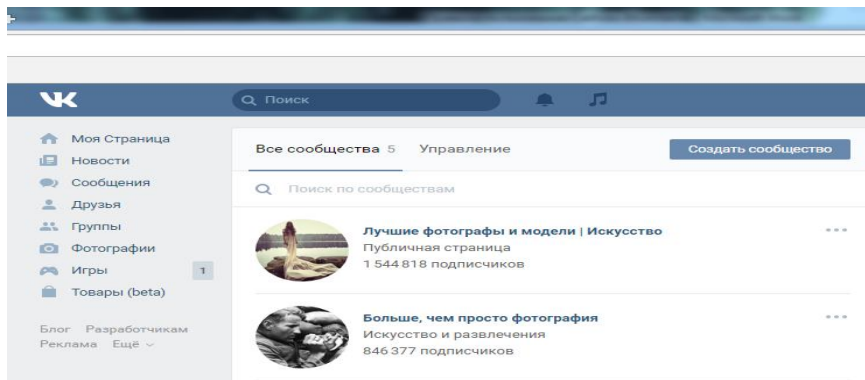 Поиск
Моя Страница
Новости
Сообщения
Друзья
Группы
Фотографии
Игры 1
Товары (beta)
Блог Разработчикам
Реклама Ещё
Все сообщества 5 Управление Создать сообщество
Поиск по сообществам
Лучшие фотографы и модели | Искусство
Публичная страница
1 544 818 подписчиков
Больше, чем просто фотография
Искусство и развлечения
846 377 подписчиков